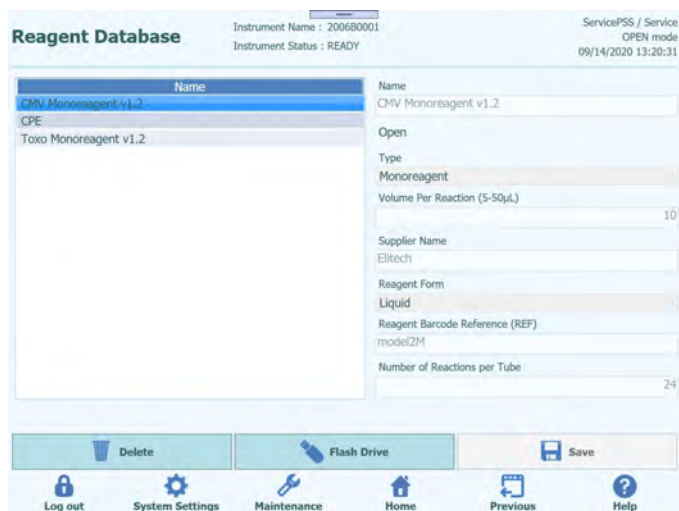 Reagent Database
Instrument Name : 2006B0001
Instrument Status : READY
ServicePSS / Service
OPEN mode
09/14/2020 13:20:31
Name
CMV Monoreagent v1.2
CPE
Toxo Monoreagent v1.2
Name
CMV Monoreagent v1.2
Open
Type
Monoreagent
Volume Per Reaction (5-50µL)
10
Supplier Name
Elitech
Reagent Form
Liquid
Reagent Barcode Reference (REF)
model2M
Number of Reactions per Tube
24
Delete
Flash Drive
Save
Log out
System Settings
Maintenance
Home
Previous
Help